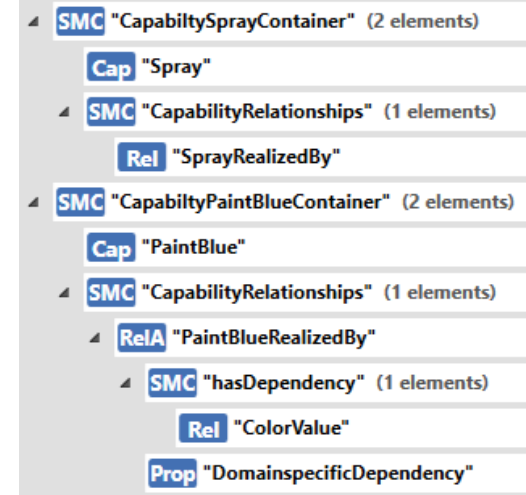 SMC "CapabiltySprayContainer" (2 elements)
Cap "Spray"
SMC "CapabilityRelationships" (1 elements)
Rel "SprayRealizedBy"
SMC "CapabiltyPaintBlueContainer" (2 elements)
Cap "PaintBlue"
SMC "CapabilityRelationships" (1 elements)
RelA "PaintBlueRealizedBy"
SMC "hasDependency" (1 elements)
Rel "ColorValue"
Prop "DomainspecificDependency"